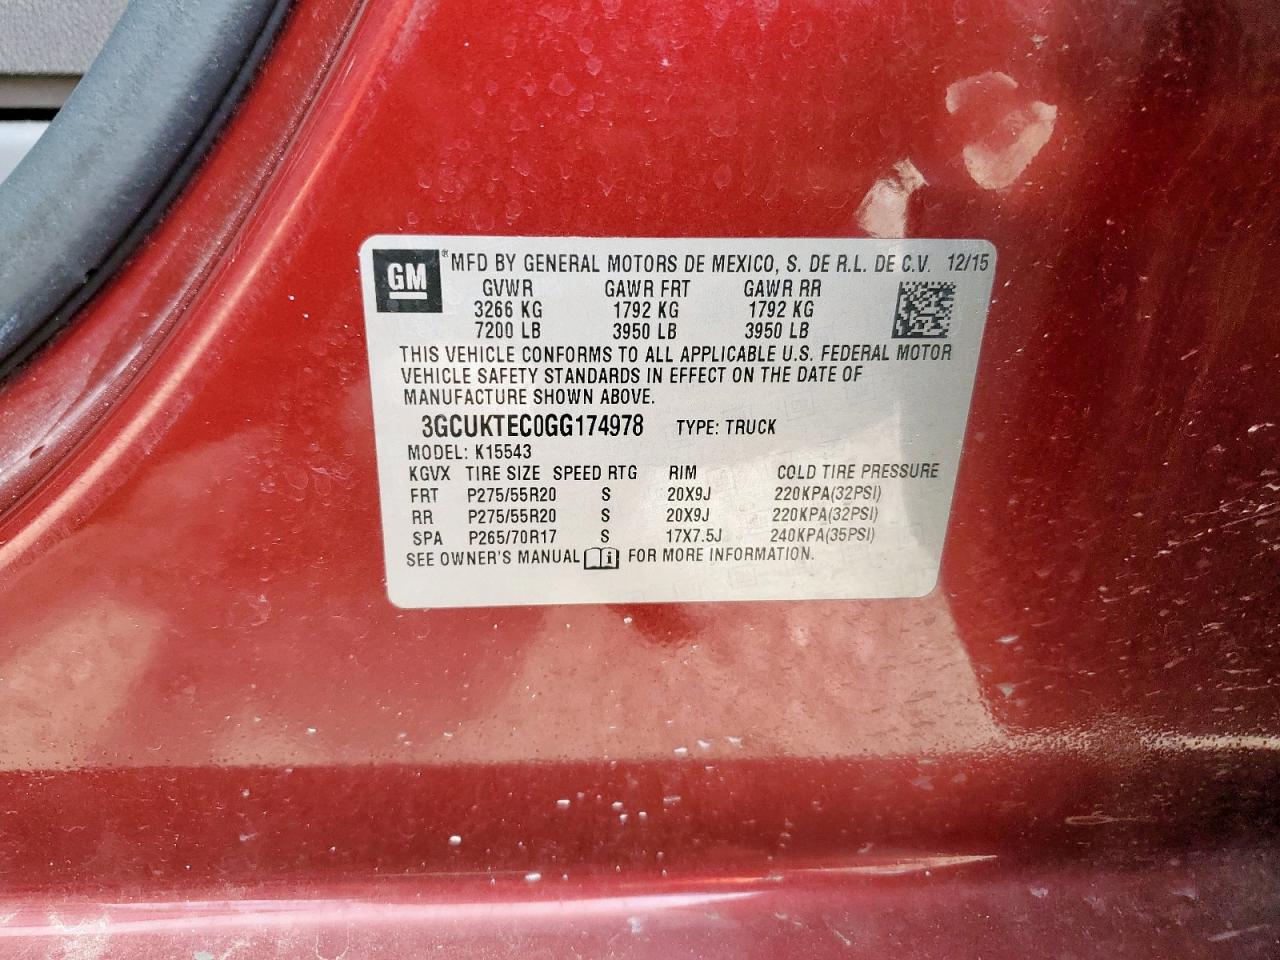 GM ® MFD BY GENERAL MOTORS DE MEXICO, S. DE R.L. DE C.V. 12/15
GVWR GAWR FRT GAWR RR
3266 KG 1792 KG 1792 KG
7200 LB 3950 LB 3950 LB
THIS VEHICLE CONFORMS TO ALL APPLICABLE U.S. FEDERAL MOTOR
VEHICLE SAFETY STANDARDS IN EFFECT ON THE DATE OF
MANUFACTURE SHOWN ABOVE.
3GCUKTEC0GG174978 TYPE: TRUCK
MODEL: K15543
KGVX TIRE SIZE SPEED RTG RIM COLD TIRE PRESSURE
FRT P275/55R20 S 20X9J 220KPA(32PSI)
RR P275/55R20 S 20X9J 220KPA(32PSI)
SPA P265/70R17 S 17X7.5J 240KPA(35PSI)
SEE OWNER'S MANUAL i FOR MORE INFORMATION.